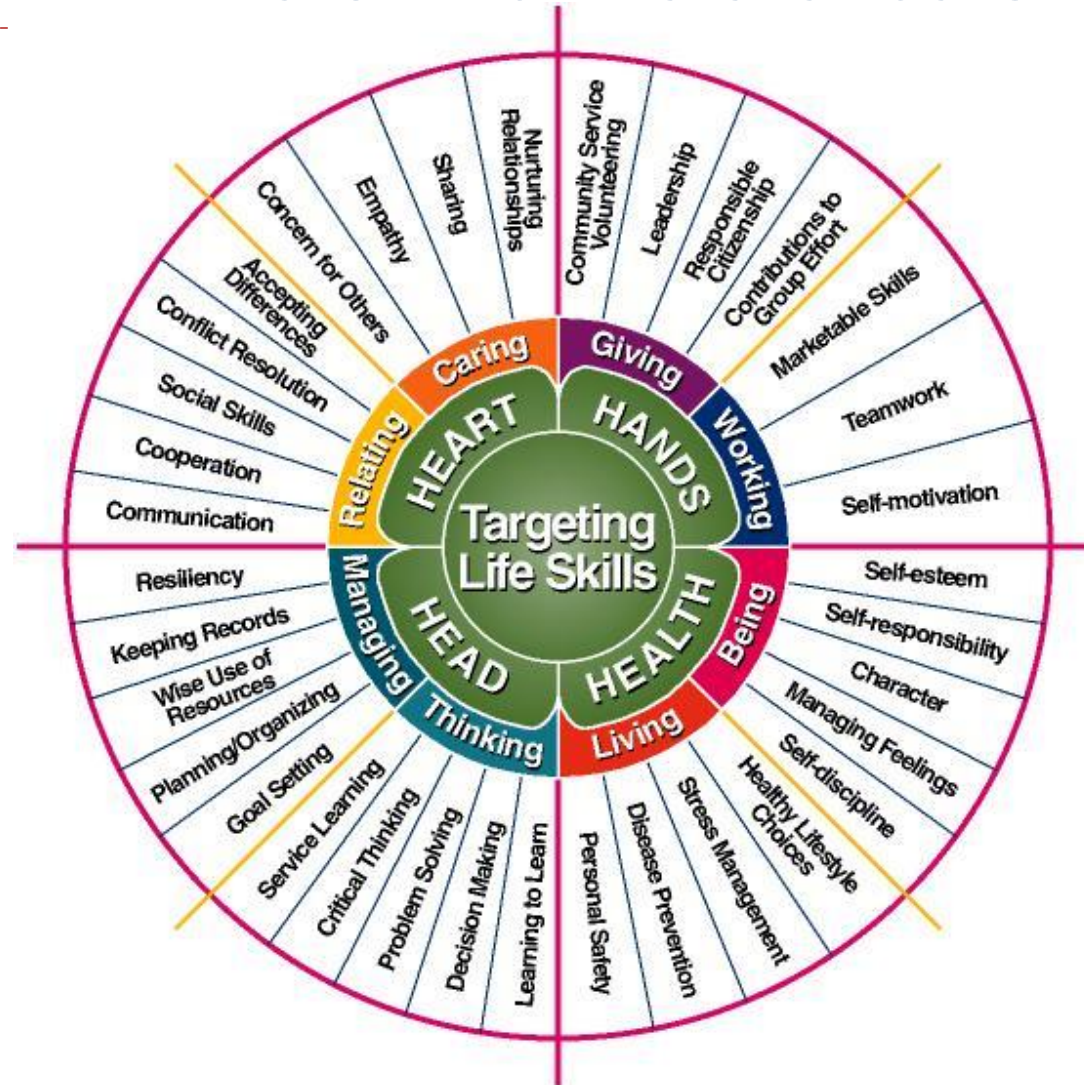 Targeting
Life Skills
HEART
HANDS
HEALTH
HEAD
Caring
Giving
Working
Being
Living
Thinking
Managing
Relating
Community Service
Volunteering
Leadership
Responsible
Citizenship
Contributions to
Group Effort
Marketable Skills
Teamwork
Self-motivation
Self-esteem
Self-responsibility
Character
Managing Feelings
Self-discipline
Healthy Lifestyle
Choices
Stress Management
Disease Prevention
Personal Safety
Learning to Learn
Decision Making
Problem Solving
Critical Thinking
Service Learning
Goal Setting
Planning/Organizing
Wise Use of
Resources
Keeping Records
Resiliency
Communication
Cooperation
Social Skills
Conflict Resolution
Accepting
Differences
Concern for Others
Empathy
Sharing
Nurturing
Relationships